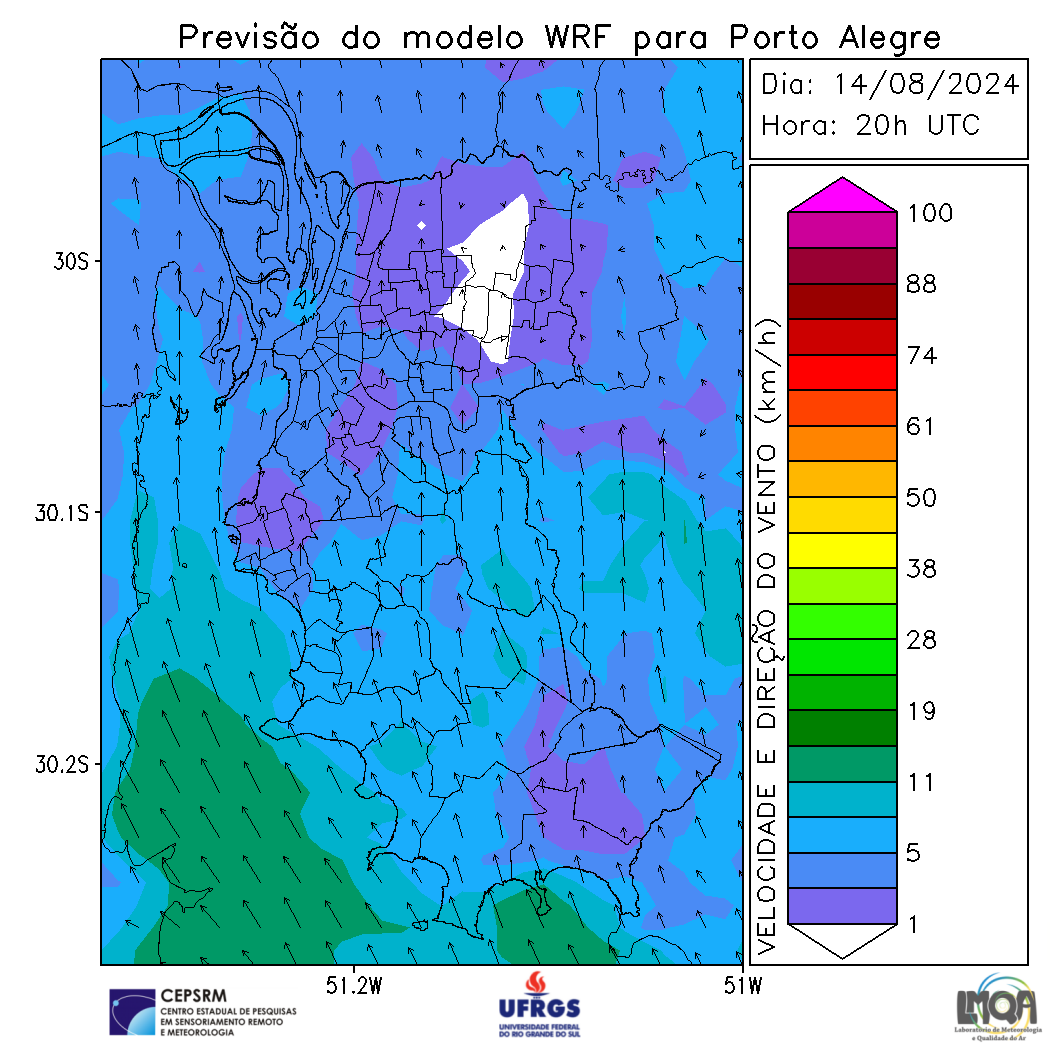 Previsão do modelo WRF para Porto Alegre
Dia: 14/08/2024
Hora: 20h UTC
30S
30.1S
30.2S
51.2W
51W
VELOCIDADE E DIREÇÃO DO VENTO (km/h)
100
88
74
61
50
38
28
19
11
5
1
CEPSRM
CENTRO ESTADUAL DE PESQUISAS
EM SENSORIAMENTO REMOTO
E METEOROLOGIA
UFRGS
UNIVERSIDADE FEDERAL
DO RIO GRANDE DO SUL
LMQA
Laboratório de Meteorologia
e Qualidade do Ar